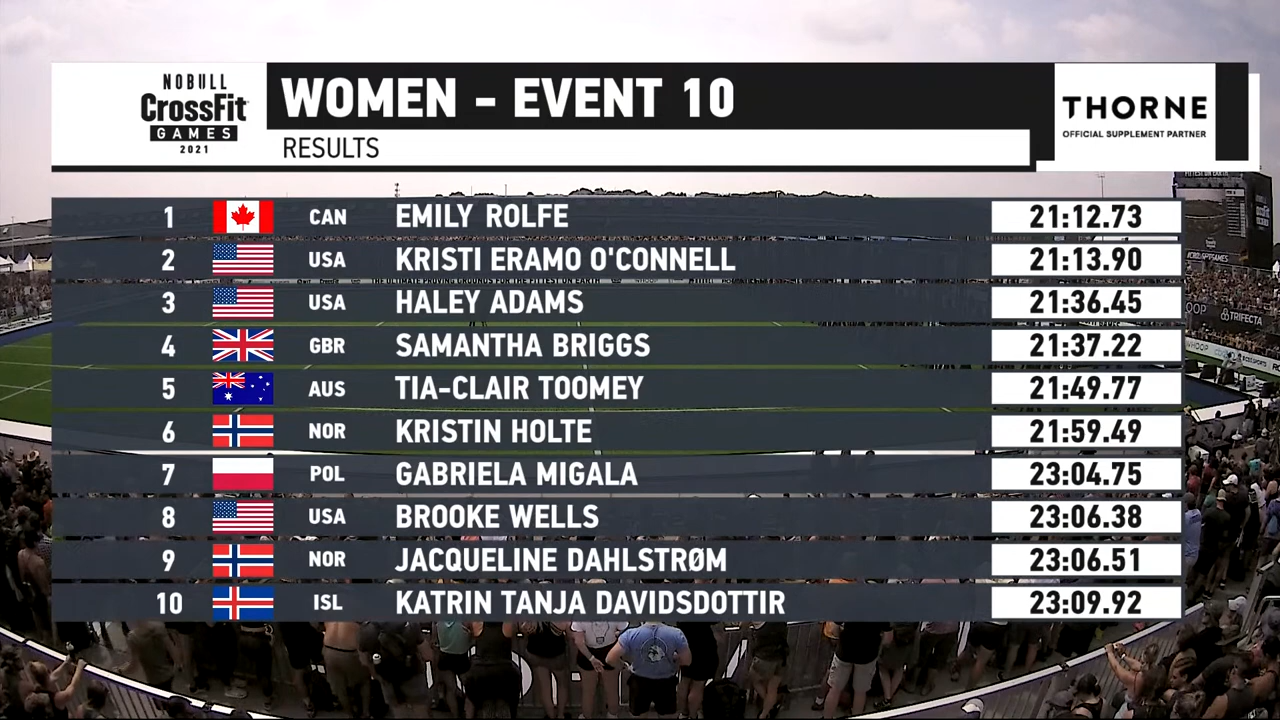 NOBULL
CrossFit
GAMES
2021
WOMEN - EVENT 10
RESULTS
THORNE
OFFICIAL SUPPLEMENT PARTNER
1 CAN EMILY ROLFE 21:12.73
2 USA KRISTI ERAMO O'CONNELL 21:13.90
3 USA HALEY ADAMS 21:36.45
4 GBR SAMANTHA BRIGGS 21:37.22
5 AUS TIA-CLAIR TOOMEY 21:49.77
6 NOR KRISTIN HOLTE 21:59.49
7 POL GABRIELA MIGALA 23:04.75
8 USA BROOKE WELLS 23:06.38
9 NOR JACQUELINE DAHLSTRØM 23:06.51
10 ISL KATRIN TANJA DAVIDSDOTTIR 23:09.92
TRIFECTA